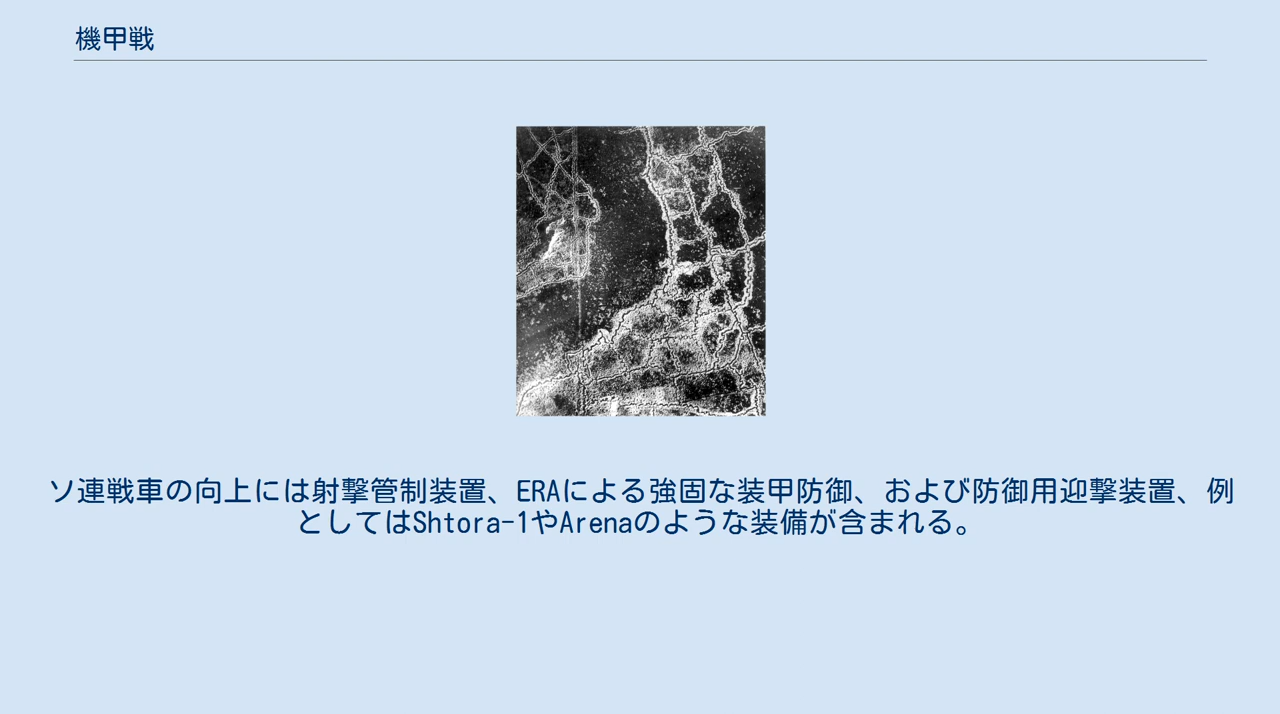 機甲戦
ソ連戦車の向上には射撃管制装置、ERAによる強固な装甲防御、および防御用迎撃装置、例
としてはShtora-1やArenaのような装備が含まれる。